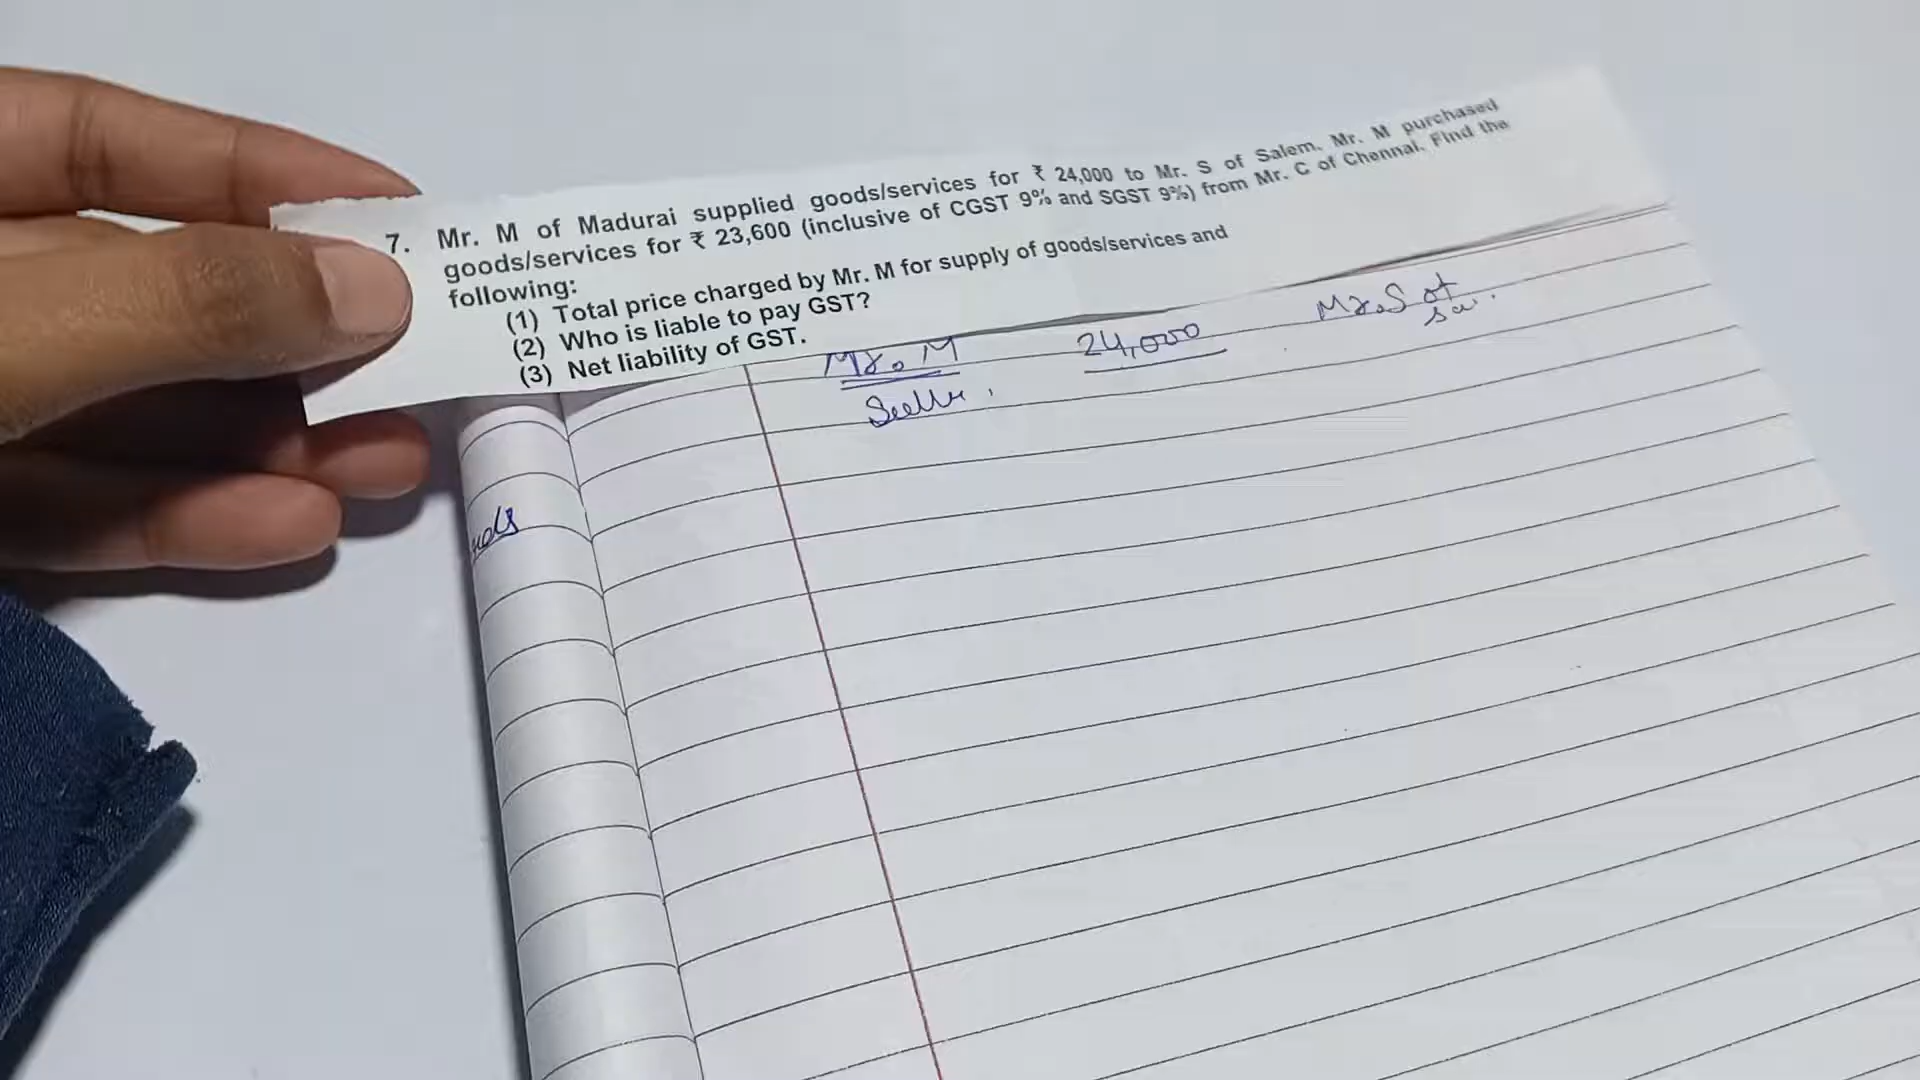 7. Mr. M of Madurai supplied goods/services for ₹ 24,000 to Mr. S of Salem. Mr. M purchased
goods/services for ₹ 23,600 (inclusive of CGST 9% and SGST 9%) from Mr. C of Chennai. Find the
following:
(1) Total price charged by Mr. M for supply of goods/services and
(2) Who is liable to pay GST?
(3) Net liability of GST.
Mr. M 24,000 Mr. S of